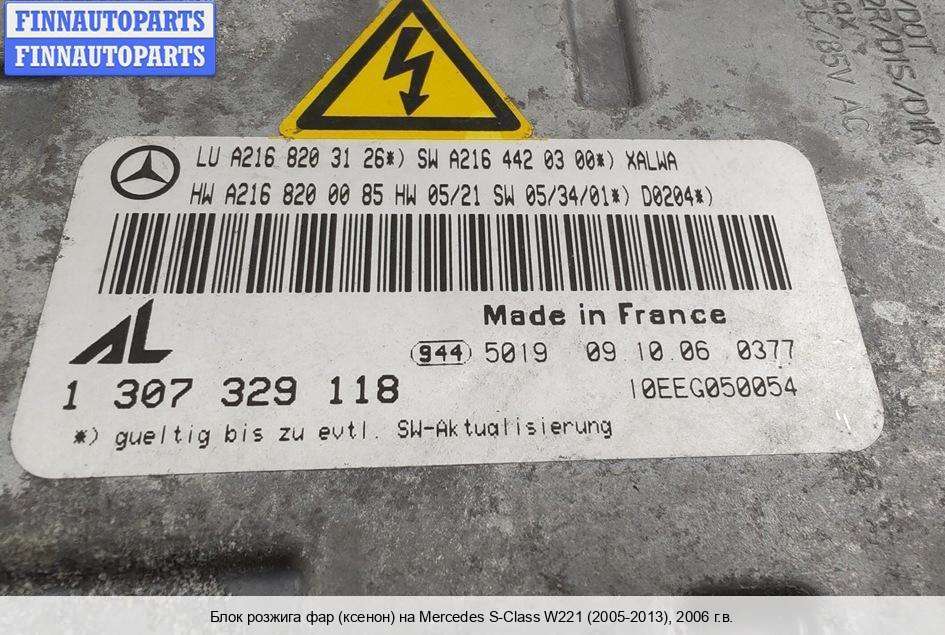 FINNAUTOPARTS
FINNAUTOPARTS
LU A216 820 31 26*) SW A216 442 03 00*) XALWA
HW A216 820 00 85 HW 05/21 SW 05/34/01*) D0204*)
Made in France
AL
944 5019 09 10 06 0377
1 307 329 118
10EEG050054
*) gueltig bis zu evtl. SW-Aktualisierung
Блок розжига фар (ксенон) на Mercedes S-Class W221 (2005-2013), 2006 г.в.